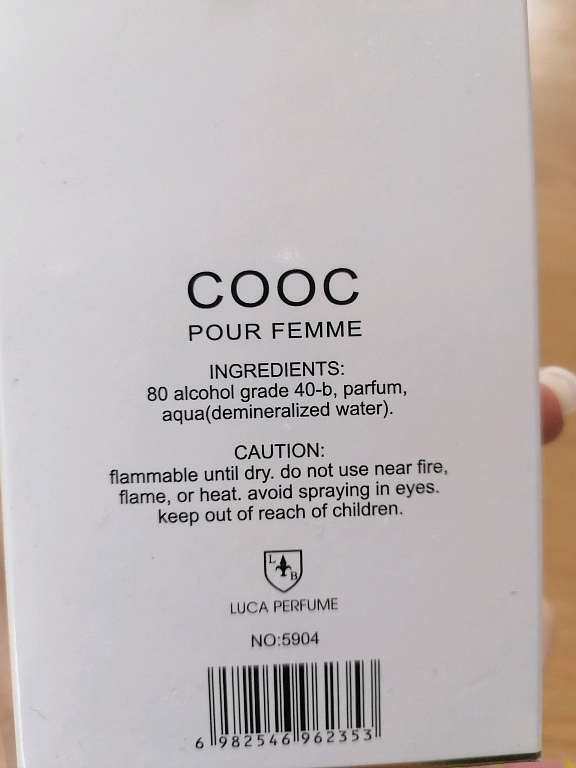 COOC
POUR FEMME
INGREDIENTS:
80 alcohol grade 40-b, parfum,
aqua(demineralized water).
CAUTION:
flammable until dry. do not use near fire,
flame, or heat. avoid spraying in eyes.
keep out of reach of children.
L B
LUCA PERFUME
NO:5904
6 982546 962353